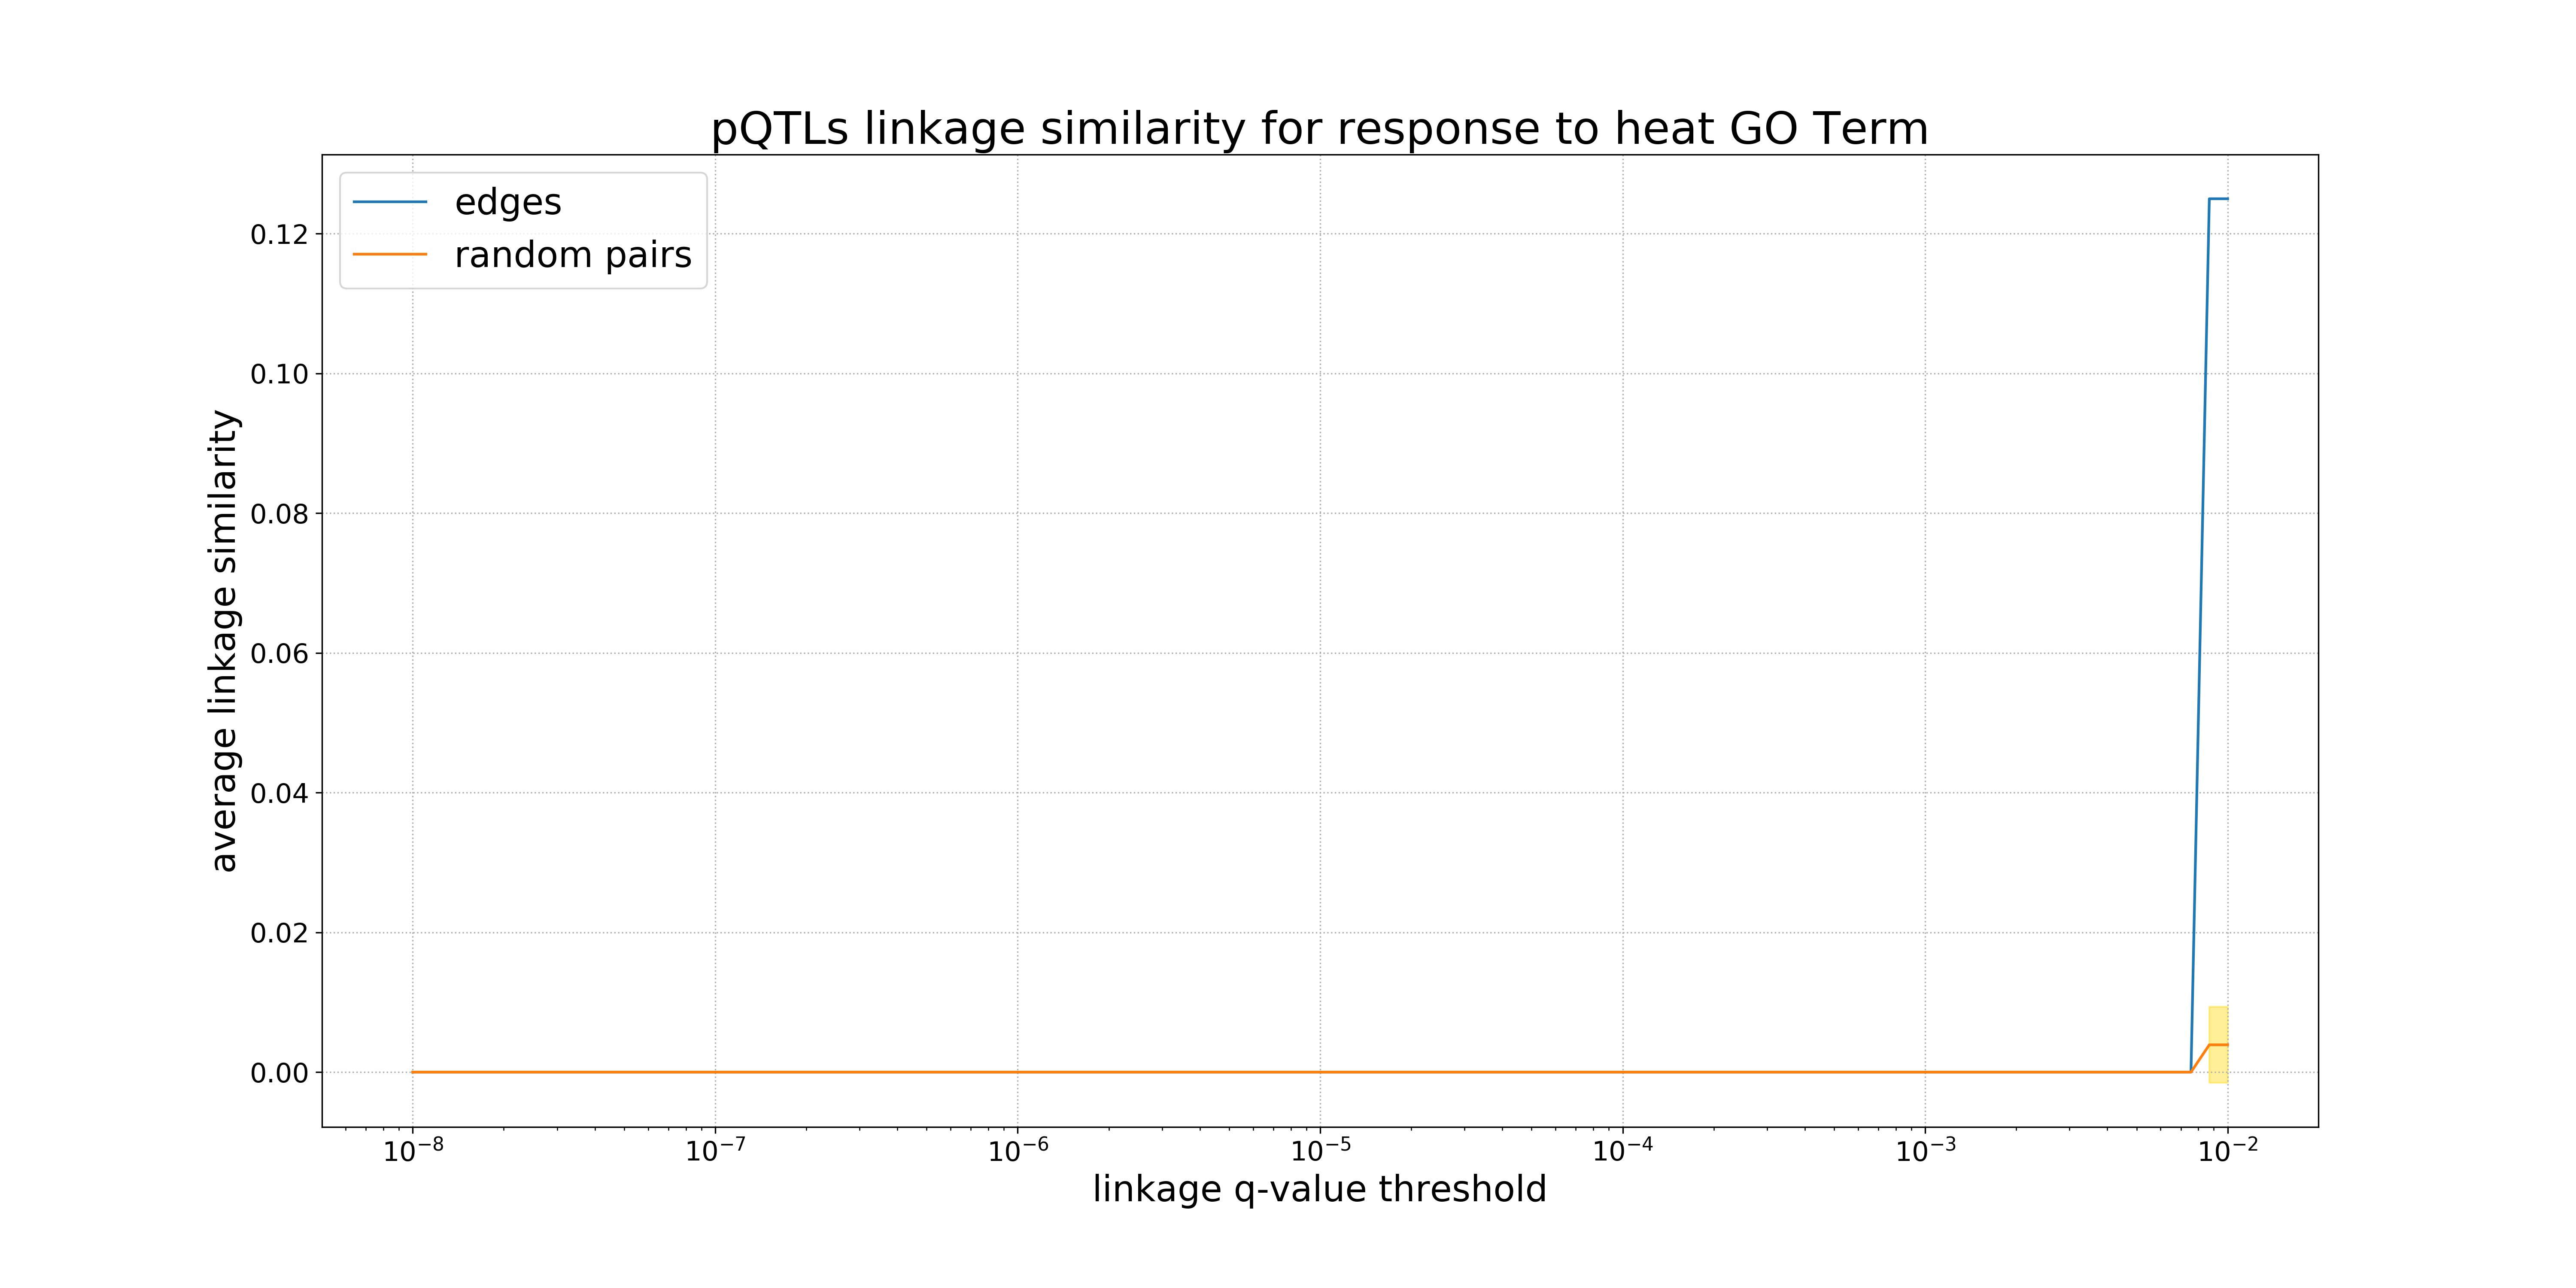 pQTLs linkage similarity for response to heat GO Term
edges
random pairs
0.12
0.10
0.08
0.06
0.04
0.02
0.00
average linkage similarity
10⁻⁸ 10⁻⁷ 10⁻⁶ 10⁻⁵ 10⁻⁴ 10⁻³ 10⁻²
linkage q-value threshold